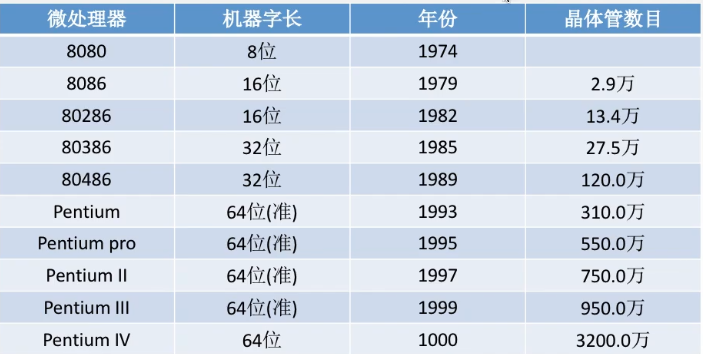 微处理器 机器字长 年份 晶体管数目
8080 8位 1974
8086 16位 1979 2.9万
80286 16位 1982 13.4万
80386 32位 1985 27.5万
80486 32位 1989 120.0万
Pentium 64位(准) 1993 310.0万
Pentium pro 64位(准) 1995 550.0万
Pentium II 64位(准) 1997 750.0万
Pentium III 64位(准) 1999 950.0万
Pentium IV 64位 1000 3200.0万